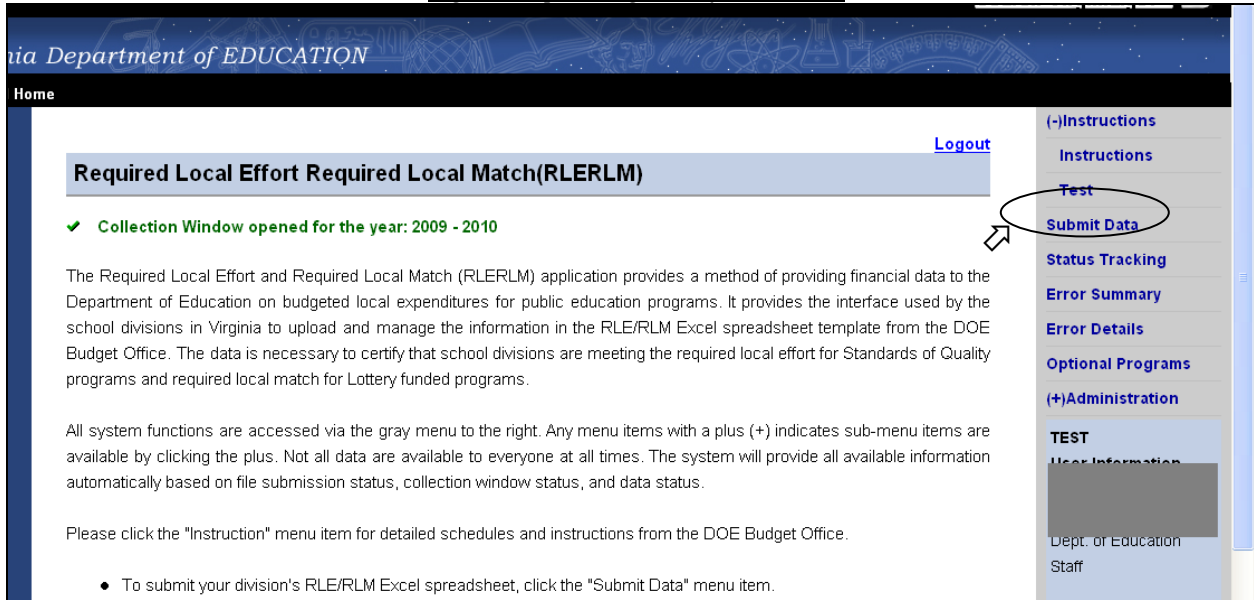 nia Department of EDUCATION
Home
Logout
Required Local Effort Required Local Match(RLERLM)
✔ Collection Window opened for the year: 2009 - 2010
The Required Local Effort and Required Local Match (RLERLM) application provides a method of providing financial data to the
Department of Education on budgeted local expenditures for public education programs. It provides the interface used by the
school divisions in Virginia to upload and manage the information in the RLE/RLM Excel spreadsheet template from the DOE
Budget Office. The data is necessary to certify that school divisions are meeting the required local effort for Standards of Quality
programs and required local match for Lottery funded programs.
All system functions are accessed via the gray menu to the right. Any menu items with a plus (+) indicates sub-menu items are
available by clicking the plus. Not all data are available to everyone at all times. The system will provide all available information
automatically based on file submission status, collection window status, and data status.
Please click the "Instruction" menu item for detailed schedules and instructions from the DOE Budget Office.
• To submit your division's RLE/RLM Excel spreadsheet, click the "Submit Data" menu item.
(-)Instructions
Instructions
Test
Submit Data
Status Tracking
Error Summary
Error Details
Optional Programs
(+)Administration
TEST
User Information
Dept. of Education
Staff